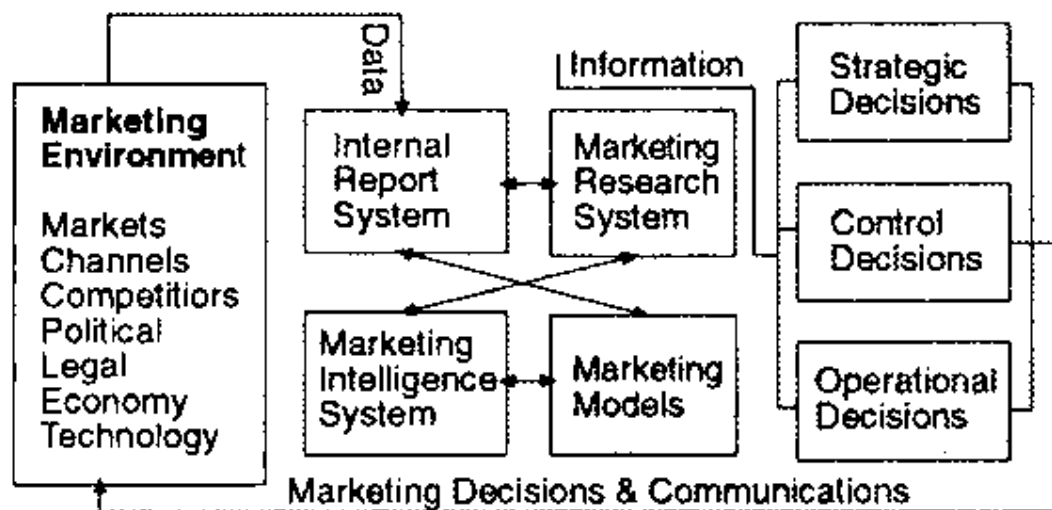 Marketing
Environment
Markets
Channels
Competitiors
Political
Legal
Economy
Technology
Data
Internal
Report
System
Marketing
Research
System
Marketing
Intelligence
System
Marketing
Models
Information
Strategic
Decisions
Control
Decisions
Operational
Decisions
Marketing Decisions & Communications